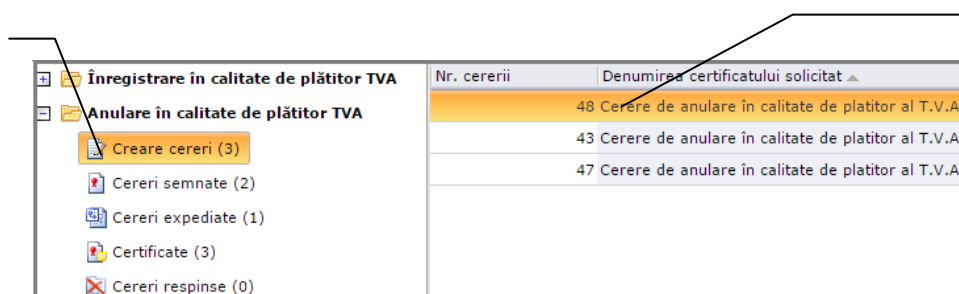 Înregistrare în calitate de plătitor TVA
Anulare în calitate de plătitor TVA
Creare cereri (3)
Cereri semnate (2)
Cereri expediate (1)
Certificate (3)
Cereri respinse (0)
Nr. cererii Denumirea certificatului solicitat
48 Cerere de anulare în calitate de platitor al T.V.A
43 Cerere de anulare în calitate de platitor al T.V.A
47 Cerere de anulare în calitate de platitor al T.V.A